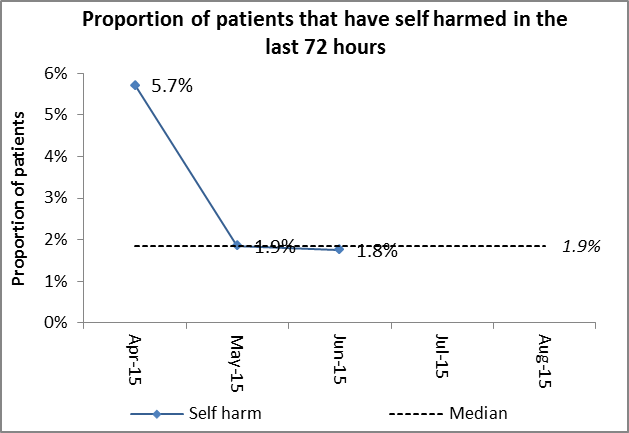 Proportion of patients that have self harmed in the
last 72 hours
Proportion of patients
6%
5%
4%
3%
2%
1%
0%
5.7%
1.9%
1.8%
1.9%
Apr-15
May-15
Jun-15
Jul-15
Aug-15
Self harm
Median